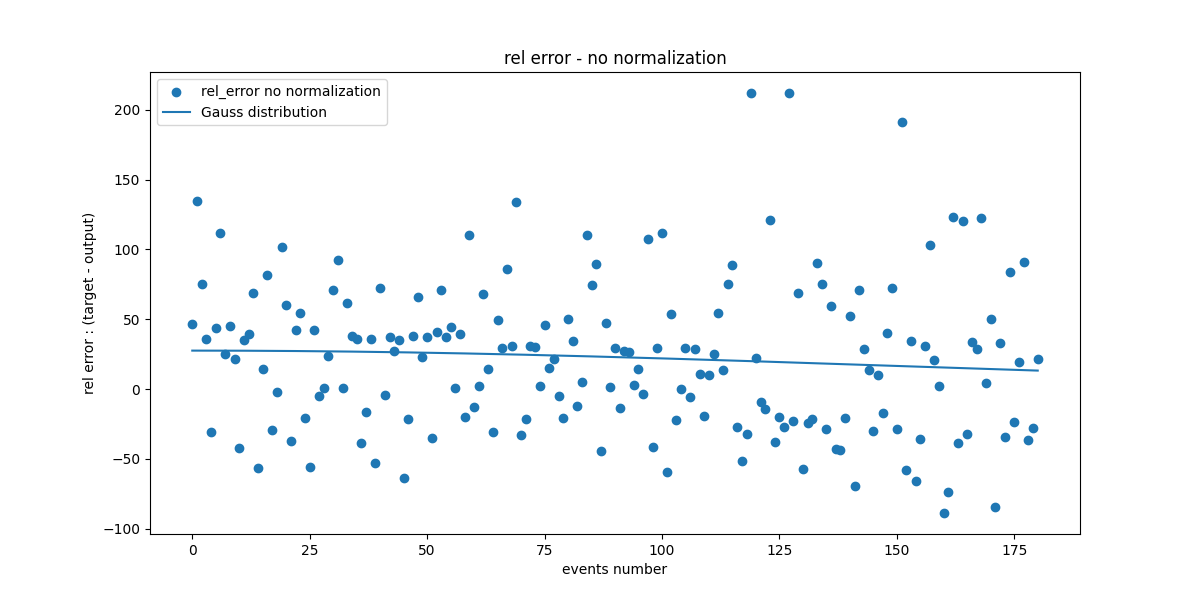 rel error - no normalization
rel_error no normalization
Gauss distribution
rel error : (target - output)
200
150
100
50
0
−50
−100
0 25 50 75 100 125 150 175
events number